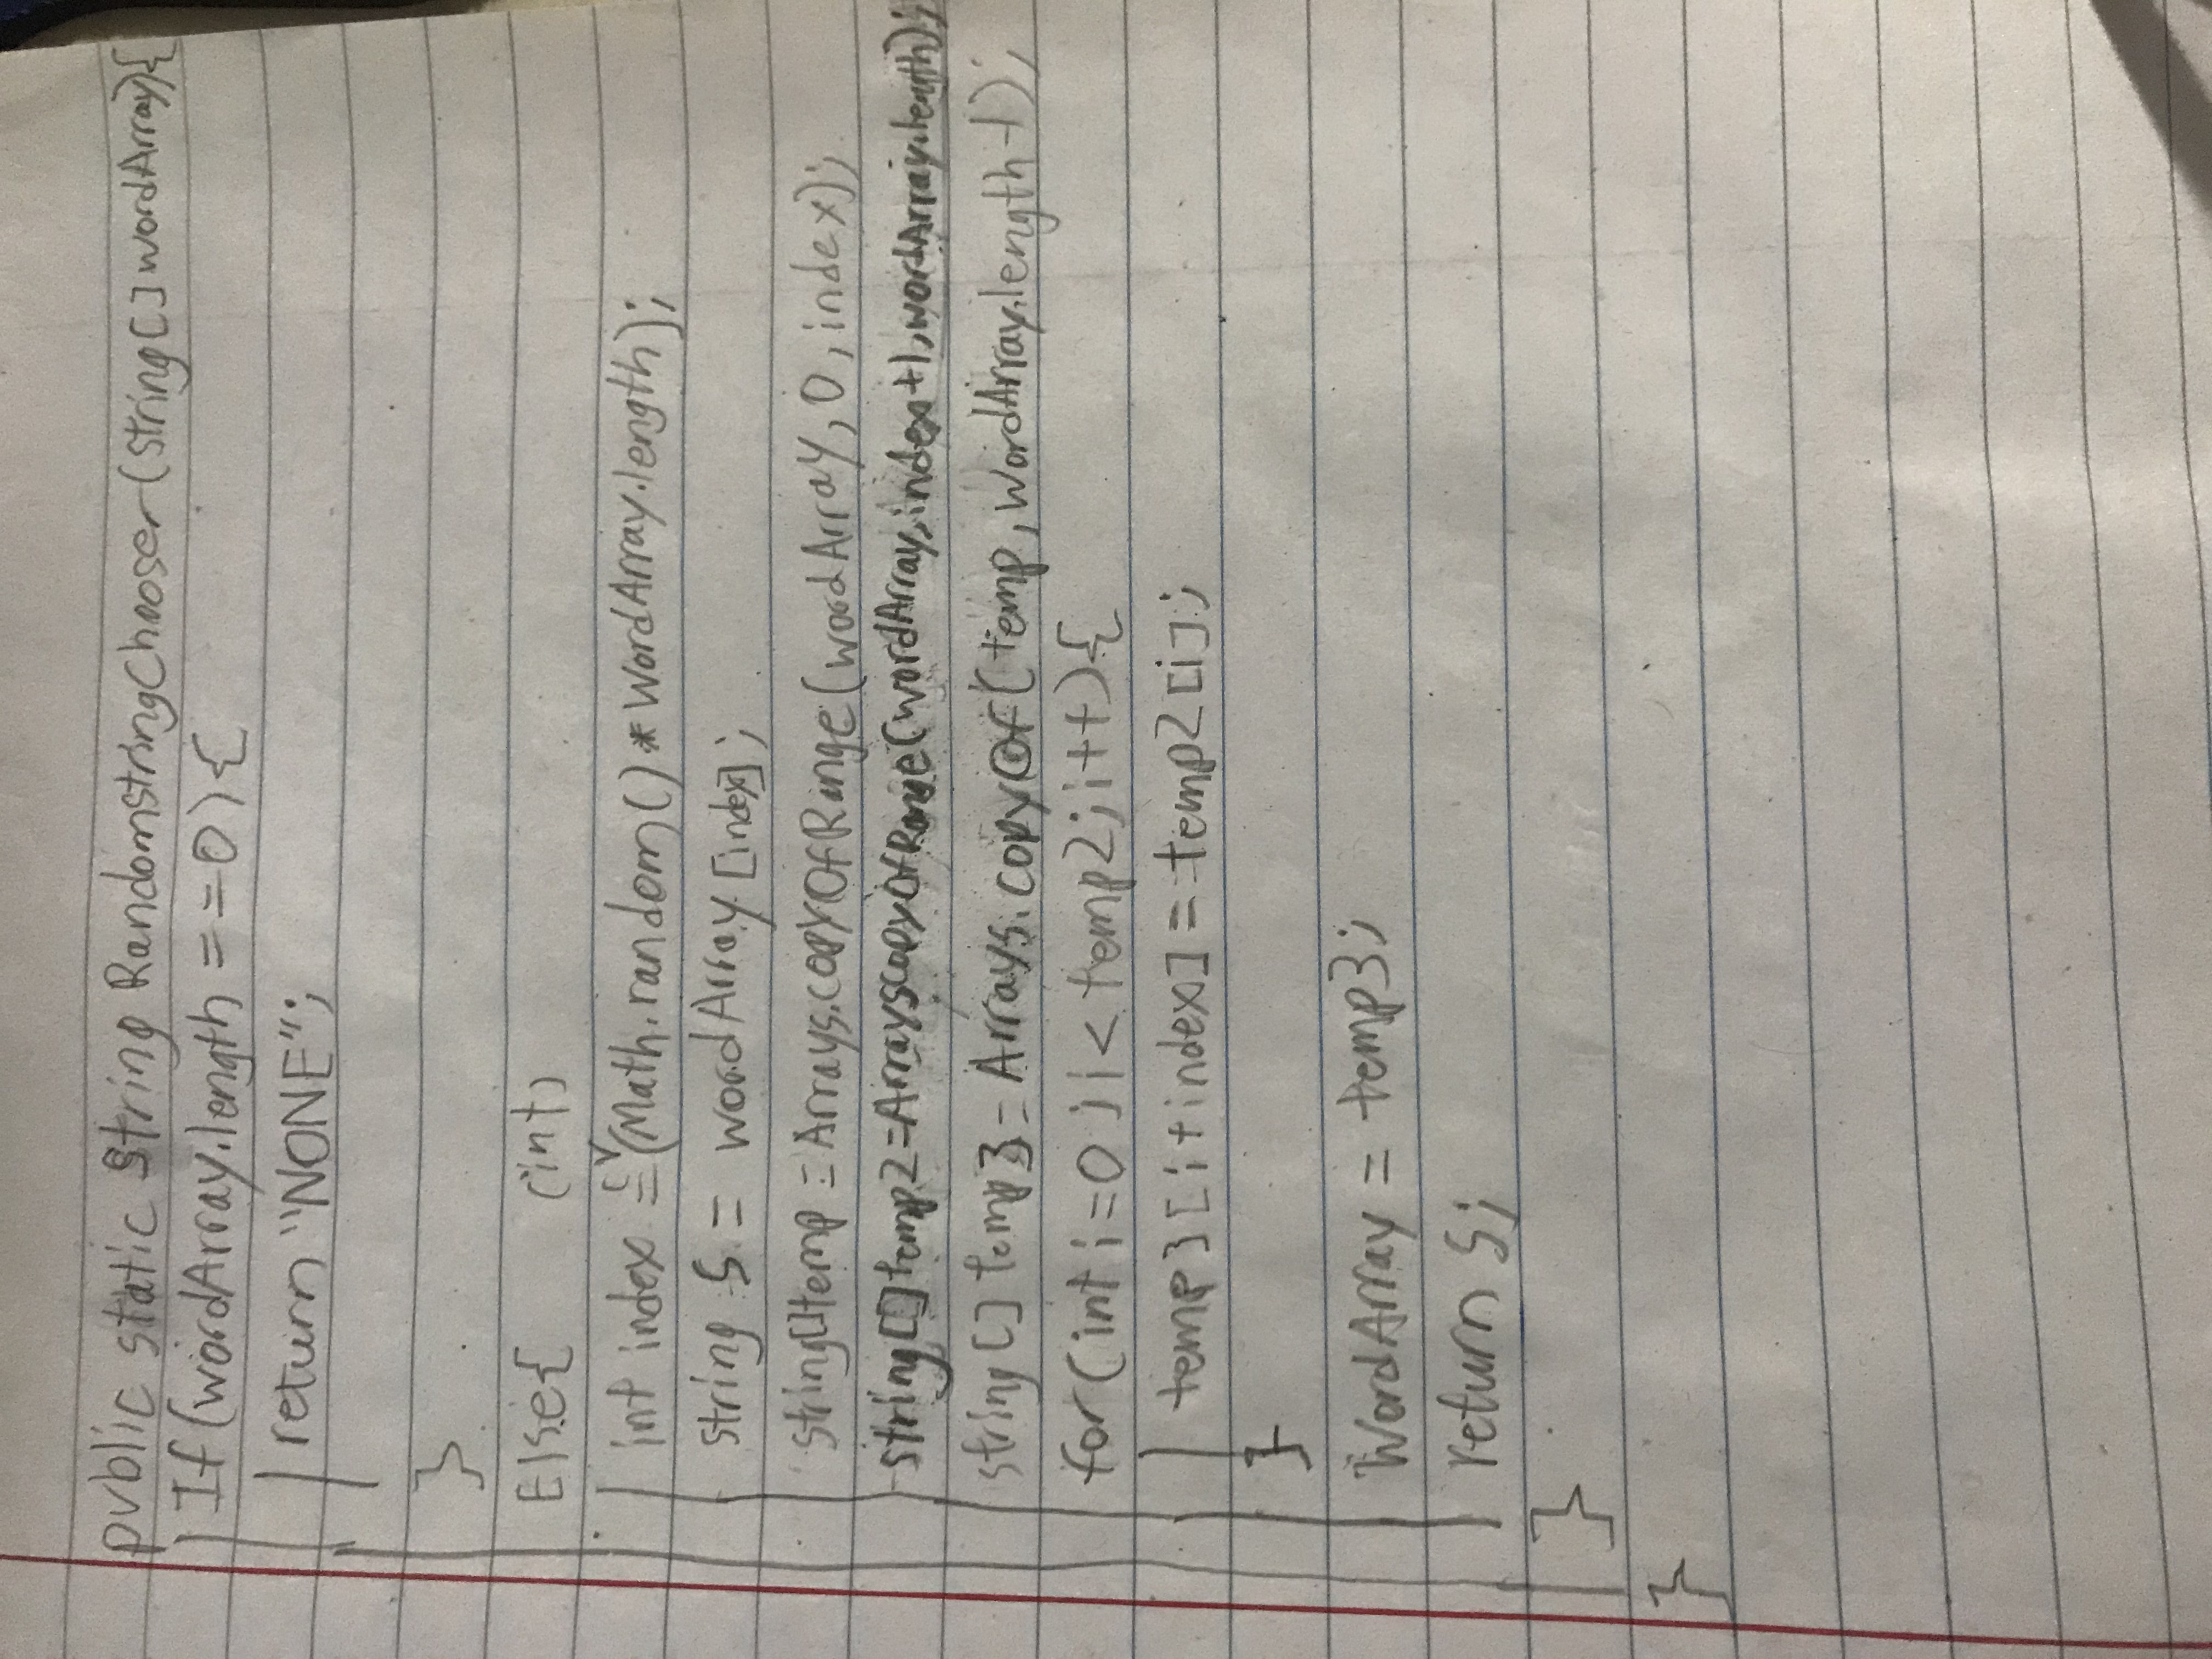 public static String RandomstringChooser(string[] wordArray){
If(wordArray.length ==0){
return "NONE";
}
Else{ (int)
int index = (Math.random()*WordArray.length);
string s = wordArray[index];
string[]temp = Arrays.copyOfRange(wordArray, 0, index);
string[]temp2=ArrayscopyOfRange(wordArray,index+1,wordArray.length);
string[] temp3 = Arrays.copyOf(temp, WordArray.length-1);
for(int i=0;i< temp2;i++){
temp3[i+index] = temp2[i];
}
WordArray = temp3;
return s;
}
}